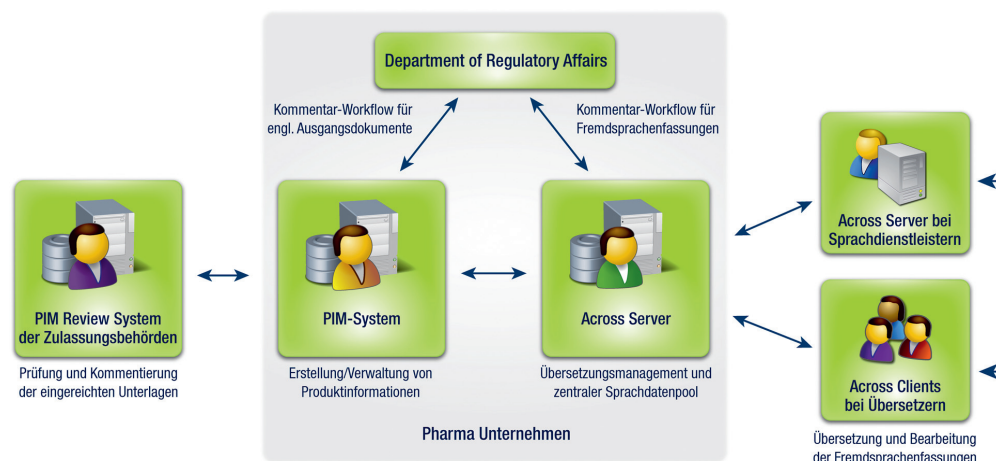 Department of Regulatory Affairs
Kommentar-Workflow für
engl. Ausgangsdokumente
Kommentar-Workflow für
Fremdsprachenfassungen
PIM Review System
der Zulassungsbehörden
Prüfung und Kommentierung
der eingereichten Unterlagen
PIM-System
Erstellung/Verwaltung von
Produktinformationen
Across Server
Übersetzungsmanagement und
zentraler Sprachdatenpool
Pharma Unternehmen
Across Server bei
Sprachdienstleistern
Across Clients
bei Übersetzern
Übersetzung und Bearbeitung
der Fremdsprachenfassungen